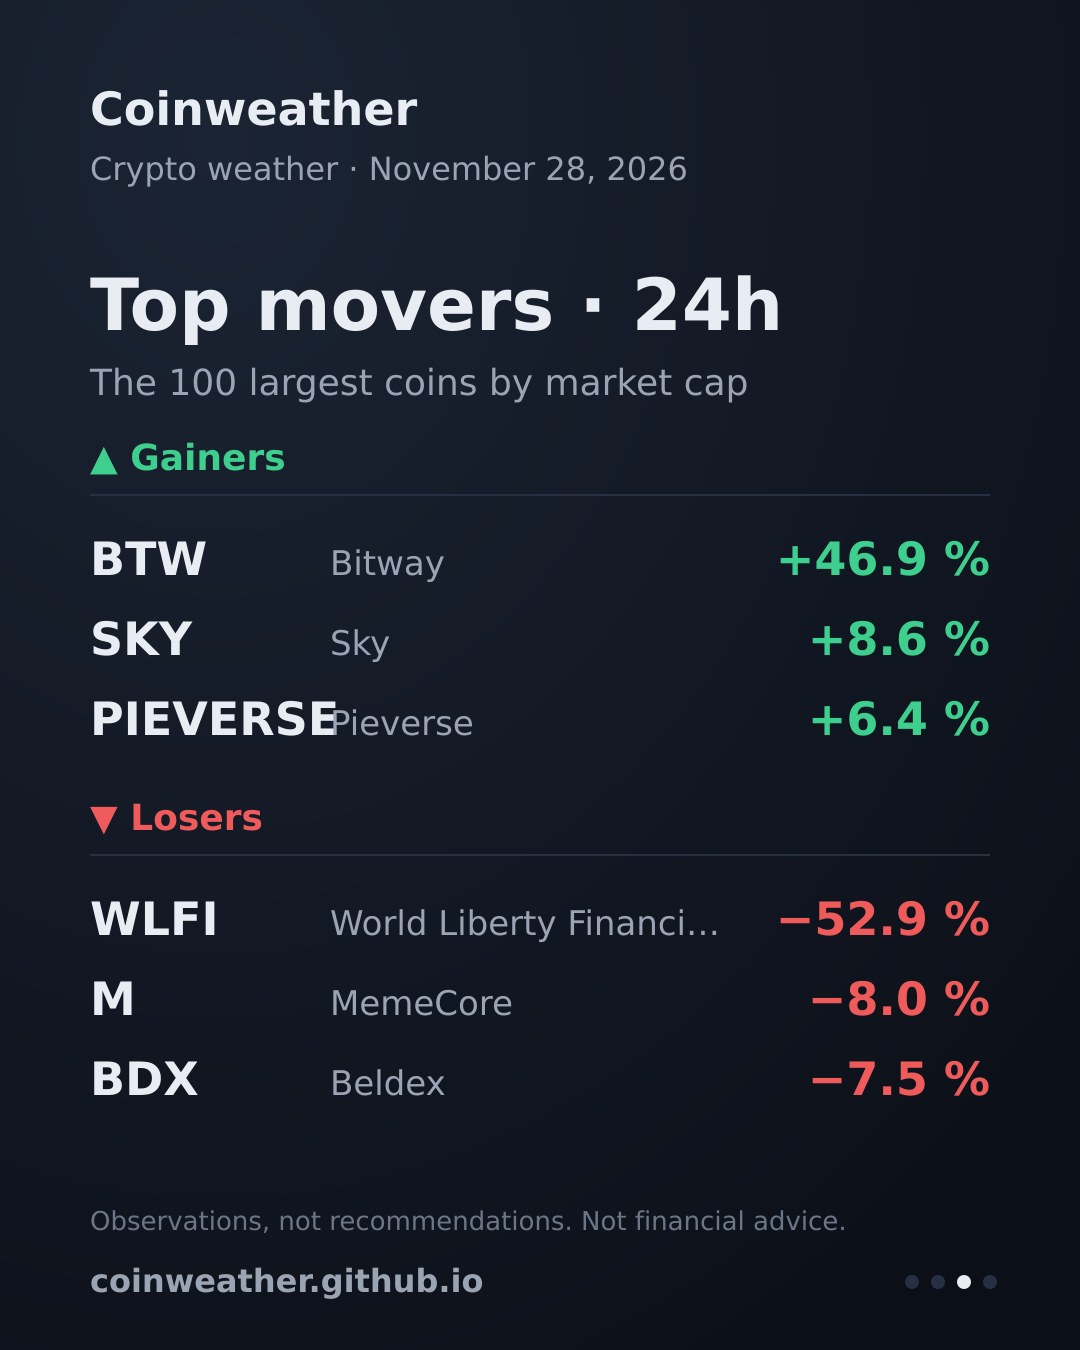 Coinweather
Crypto weather · November 28, 2026
Top movers · 24h
The 100 largest coins by market cap
▲ Gainers
BTW Bitway +46.9 %
SKY Sky +8.6 %
PIEVERSE Pieverse +6.4 %
▼ Losers
WLFI World Liberty Financi… −52.9 %
M MemeCore −8.0 %
BDX Beldex −7.5 %
Observations, not recommendations. Not financial advice.
coinweather.github.io